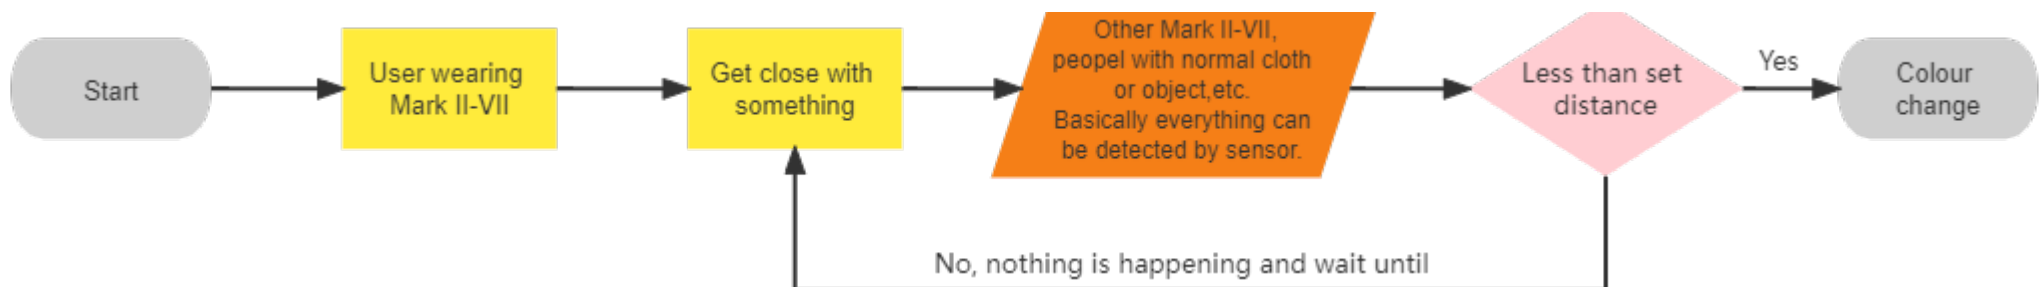 Start
User wearing
Mark II-VII
Get close with
something
Other Mark II-VII,
peopel with normal cloth
or object,etc.
Basically everything can
be detected by sensor.
Less than set
distance
Yes
Colour
change
No, nothing is happening and wait until